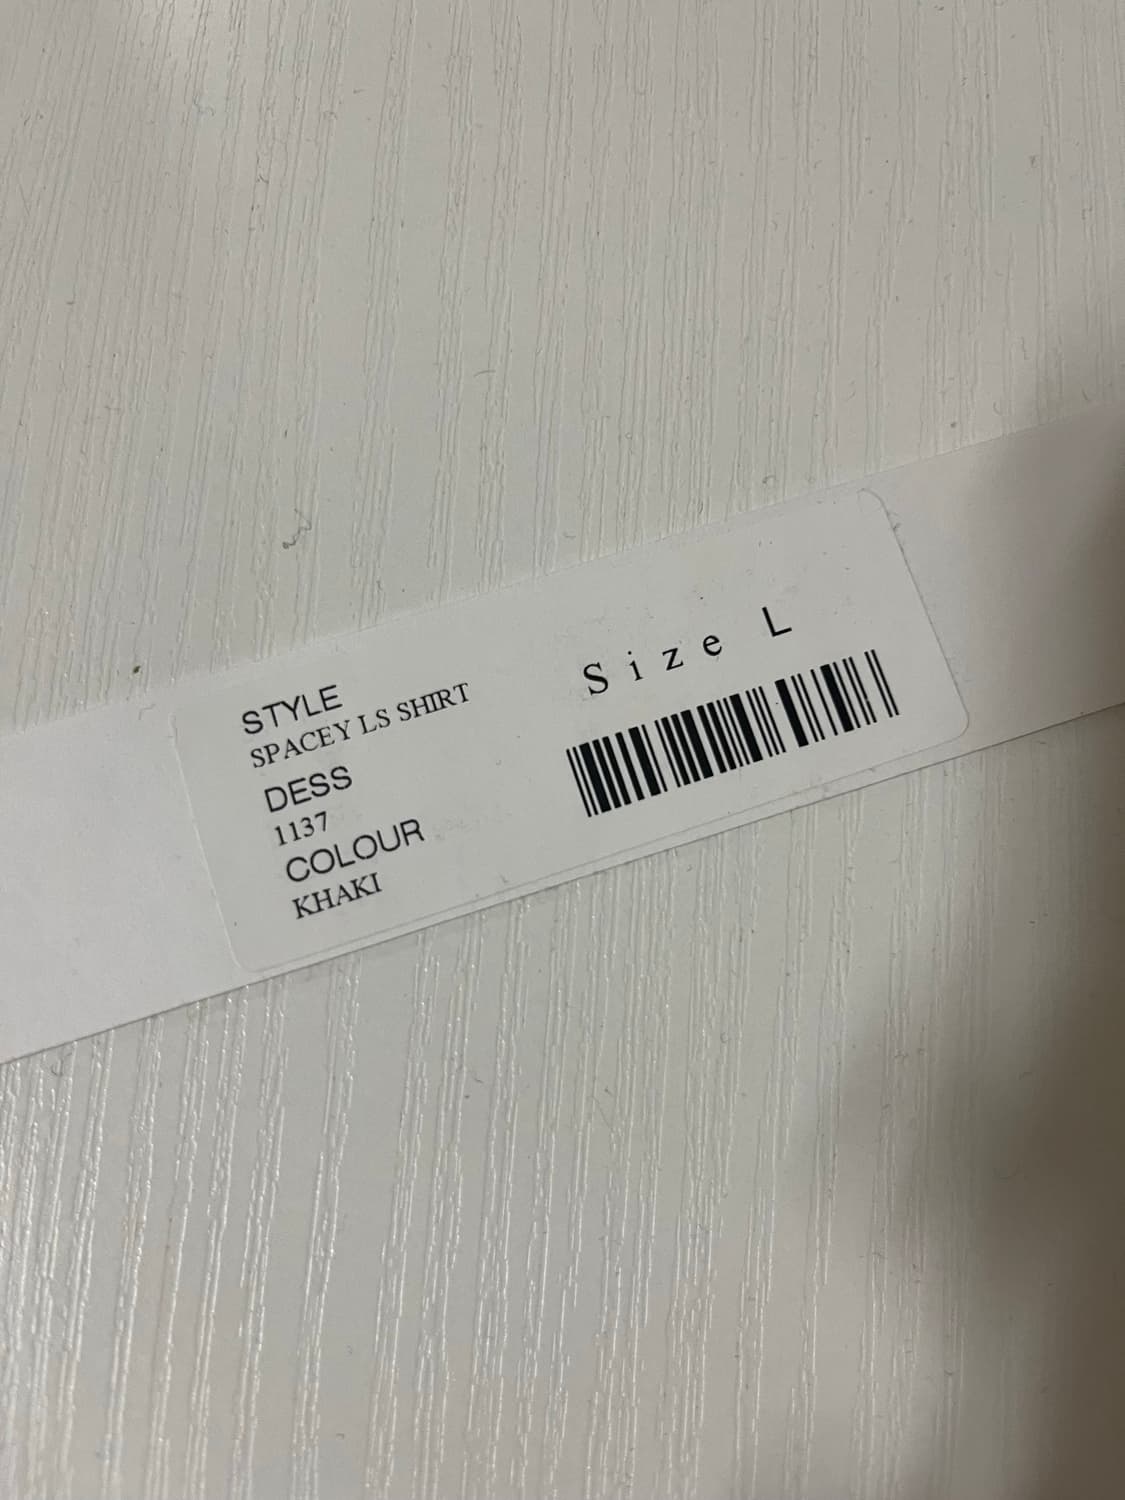 STYLE
SPACEY LS SHIRT
DESS
1137
COLOUR
KHAKI
Size L